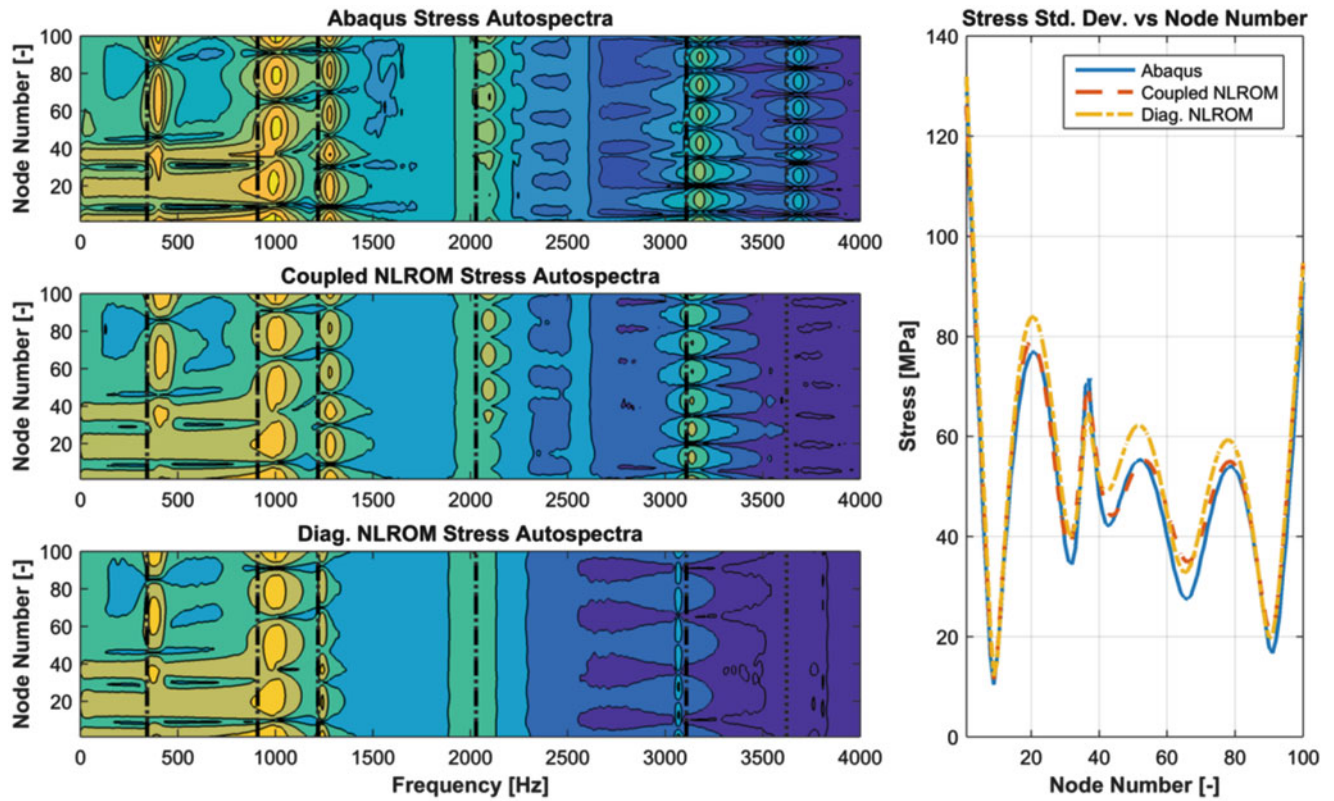 Abaqus Stress Autospectra
Node Number [-]
100
80
60
40
20
0 500 1000 1500 2000 2500 3000 3500 4000
Coupled NLROM Stress Autospectra
Node Number [-]
100
80
60
40
20
0 500 1000 1500 2000 2500 3000 3500 4000
Diag. NLROM Stress Autospectra
Node Number [-]
100
80
60
40
20
0 500 1000 1500 2000 2500 3000 3500 4000
Frequency [Hz]
Stress Std. Dev. vs Node Number
Stress [MPa]
140
120
100
80
60
40
20
0
Abaqus
Coupled NLROM
Diag. NLROM
20 40 60 80 100
Node Number [-]